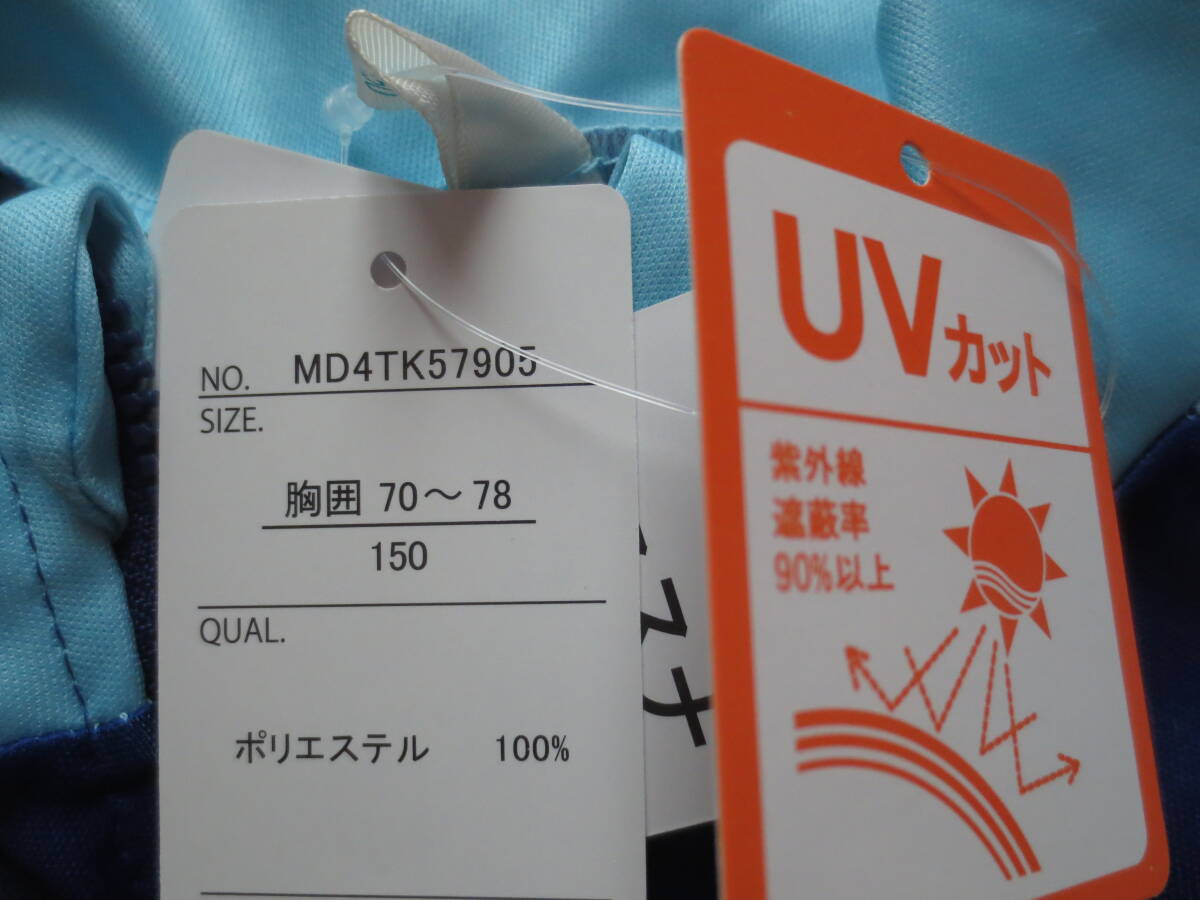 NO. MD4TK57905
SIZE.
胸囲 70～78
150
QUAL.
ポリエステル 100%
UVカット
紫外線
遮蔽率
90%以上